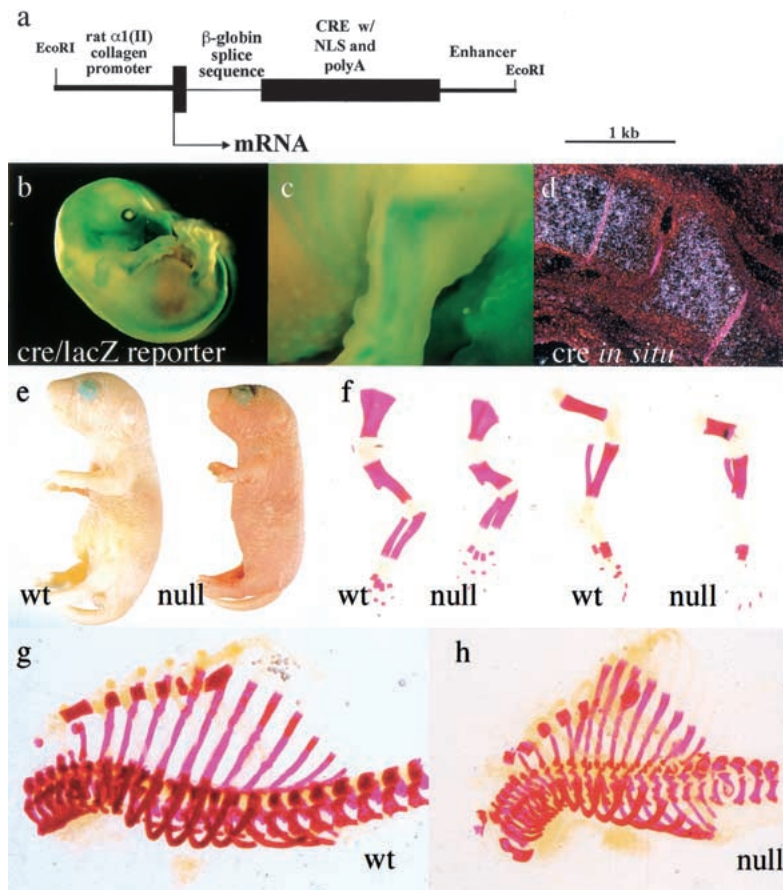 a
EcoRI
rat α1(II)
collagen
promoter
β-globin
splice
sequence
CRE w/
NLS and
polyA
Enhancer
EcoRI
mRNA
1 kb
b
cre/lacZ reporter
c
d
cre in situ
e
wt
null
f
wt
null
wt
null
g
wt
h
null